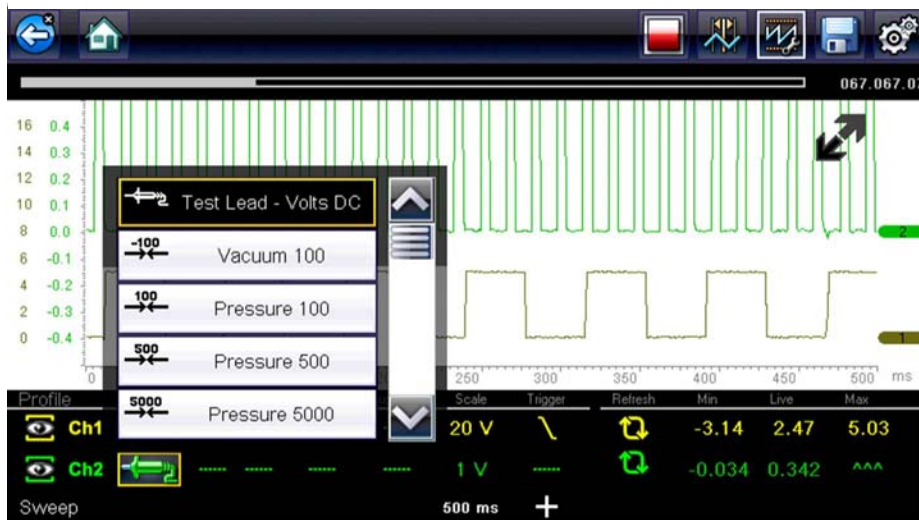 067.067.07
16 0.4
14 0.3
12 0.2
10 0.1
8 0.0
6 -0.1
4 -0.2
2 -0.3
0 -0.4
2
1
2 Test Lead - Volts DC
-100 Vacuum 100
100 Pressure 100
500 Pressure 500
5000 Pressure 5000
0 250 300 350 400 450 500 ms
Profile Scale Trigger Refresh Min Live Max
Ch1 20 V -3.14 2.47 5.03
Ch2 2 ------ ------ ------ ------ 1 V ------ -0.034 0.342 ^^^
Sweep 500 ms